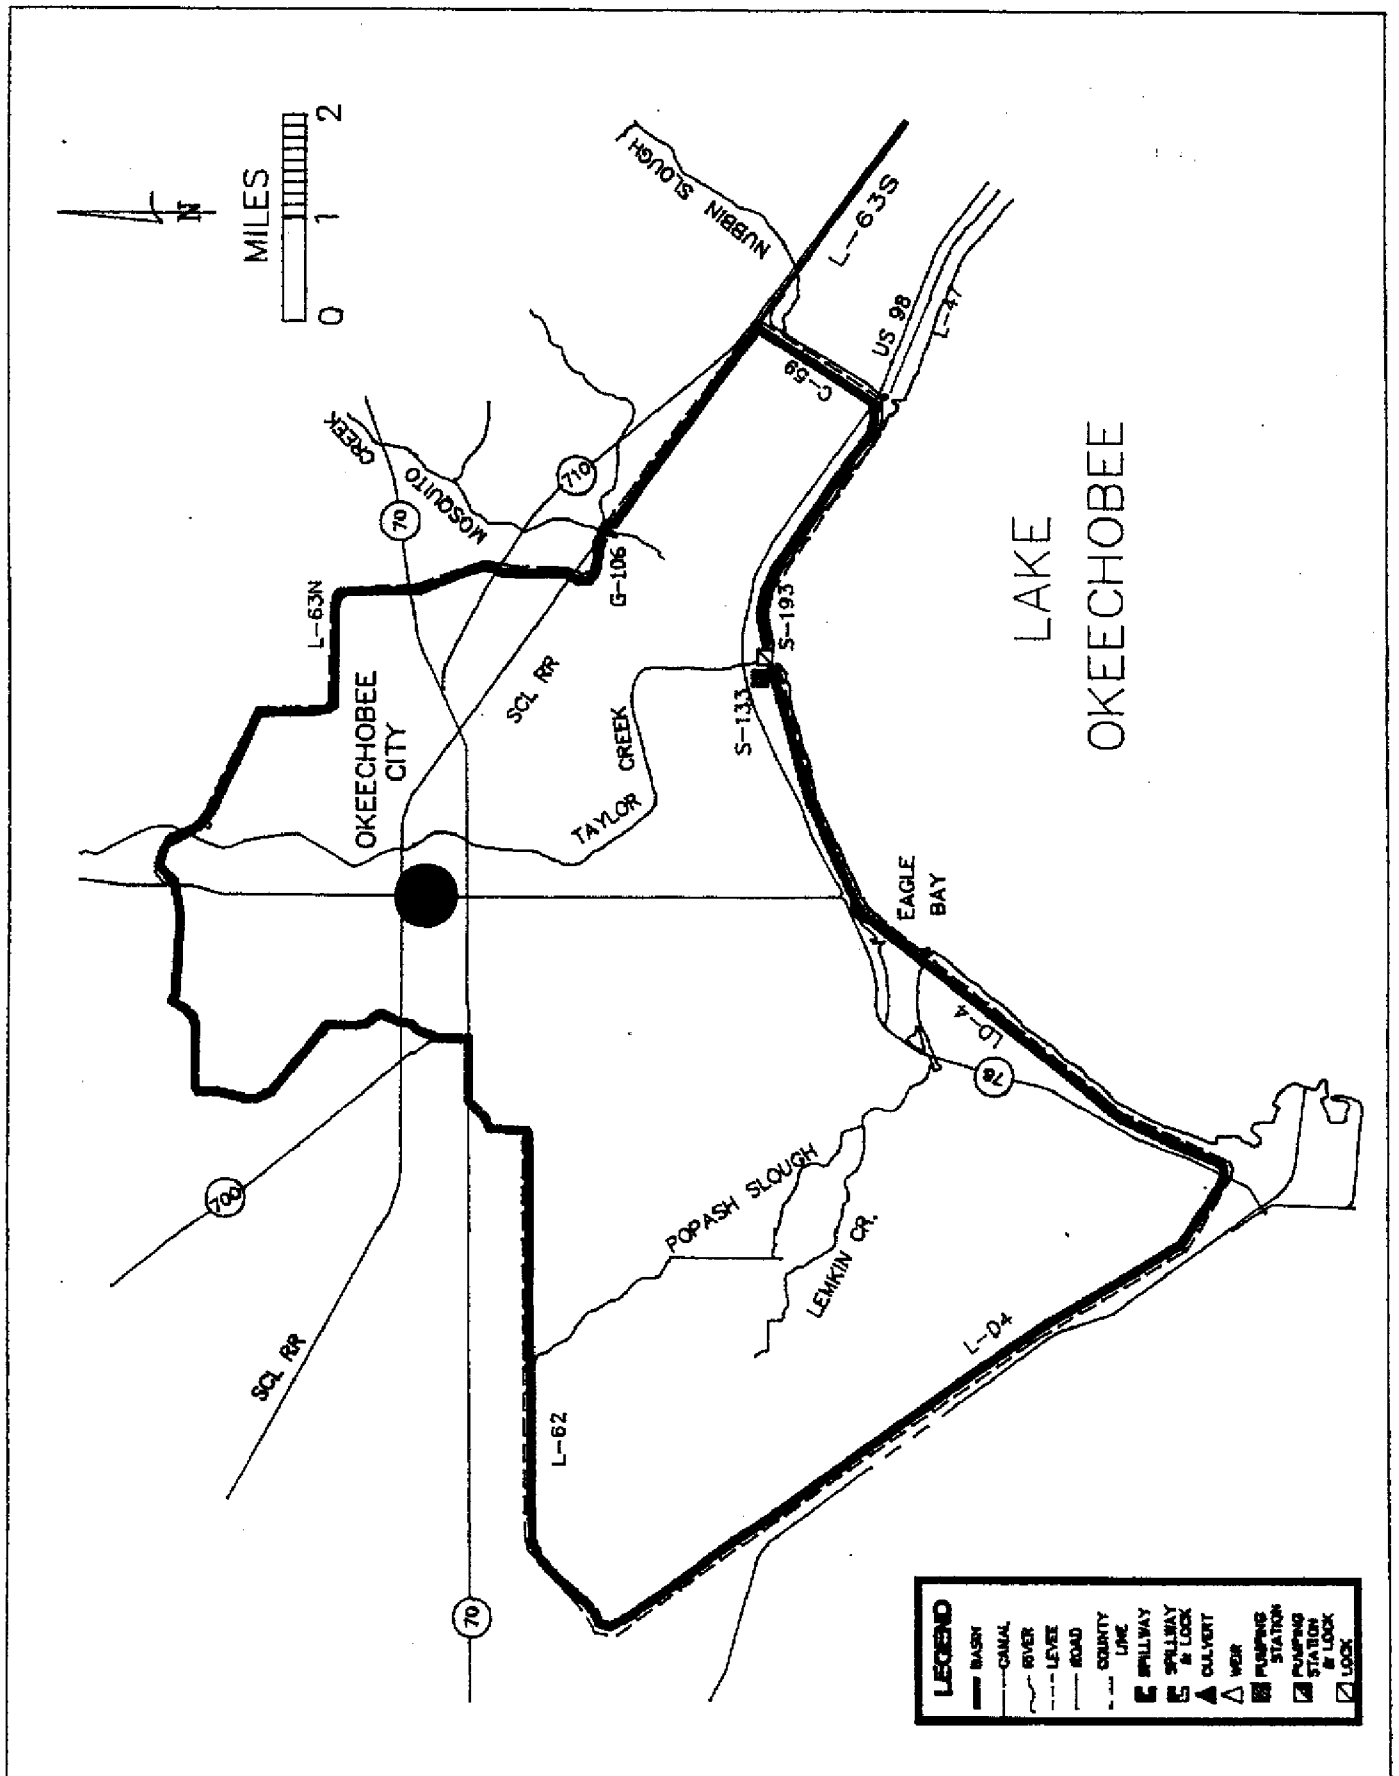 N
MILES
0 1 2
NUBBIN SLOUGH
L-63S
US 98
L-47
C-59
MOSQUITO CREEK
70
710
L-63N
G-106
OKEECHOBEE
CITY
SCL RR
S-193
S-133
TAYLOR CREEK
LAKE
OKEECHOBEE
EAGLE
BAY
LD-4
78
700
POPASH SLOUGH
LEMKIN CR.
SCL RR
L-62
L-D4
70
LEGEND
BASIN
CANAL
RIVER
LEVEE
ROAD
COUNTY
LINE
SPILLWAY
SPILLWAY
& LOCK
CULVERT
WEIR
PUMPING
STATION
PUMPING
STATION
& LOCK
LOCK